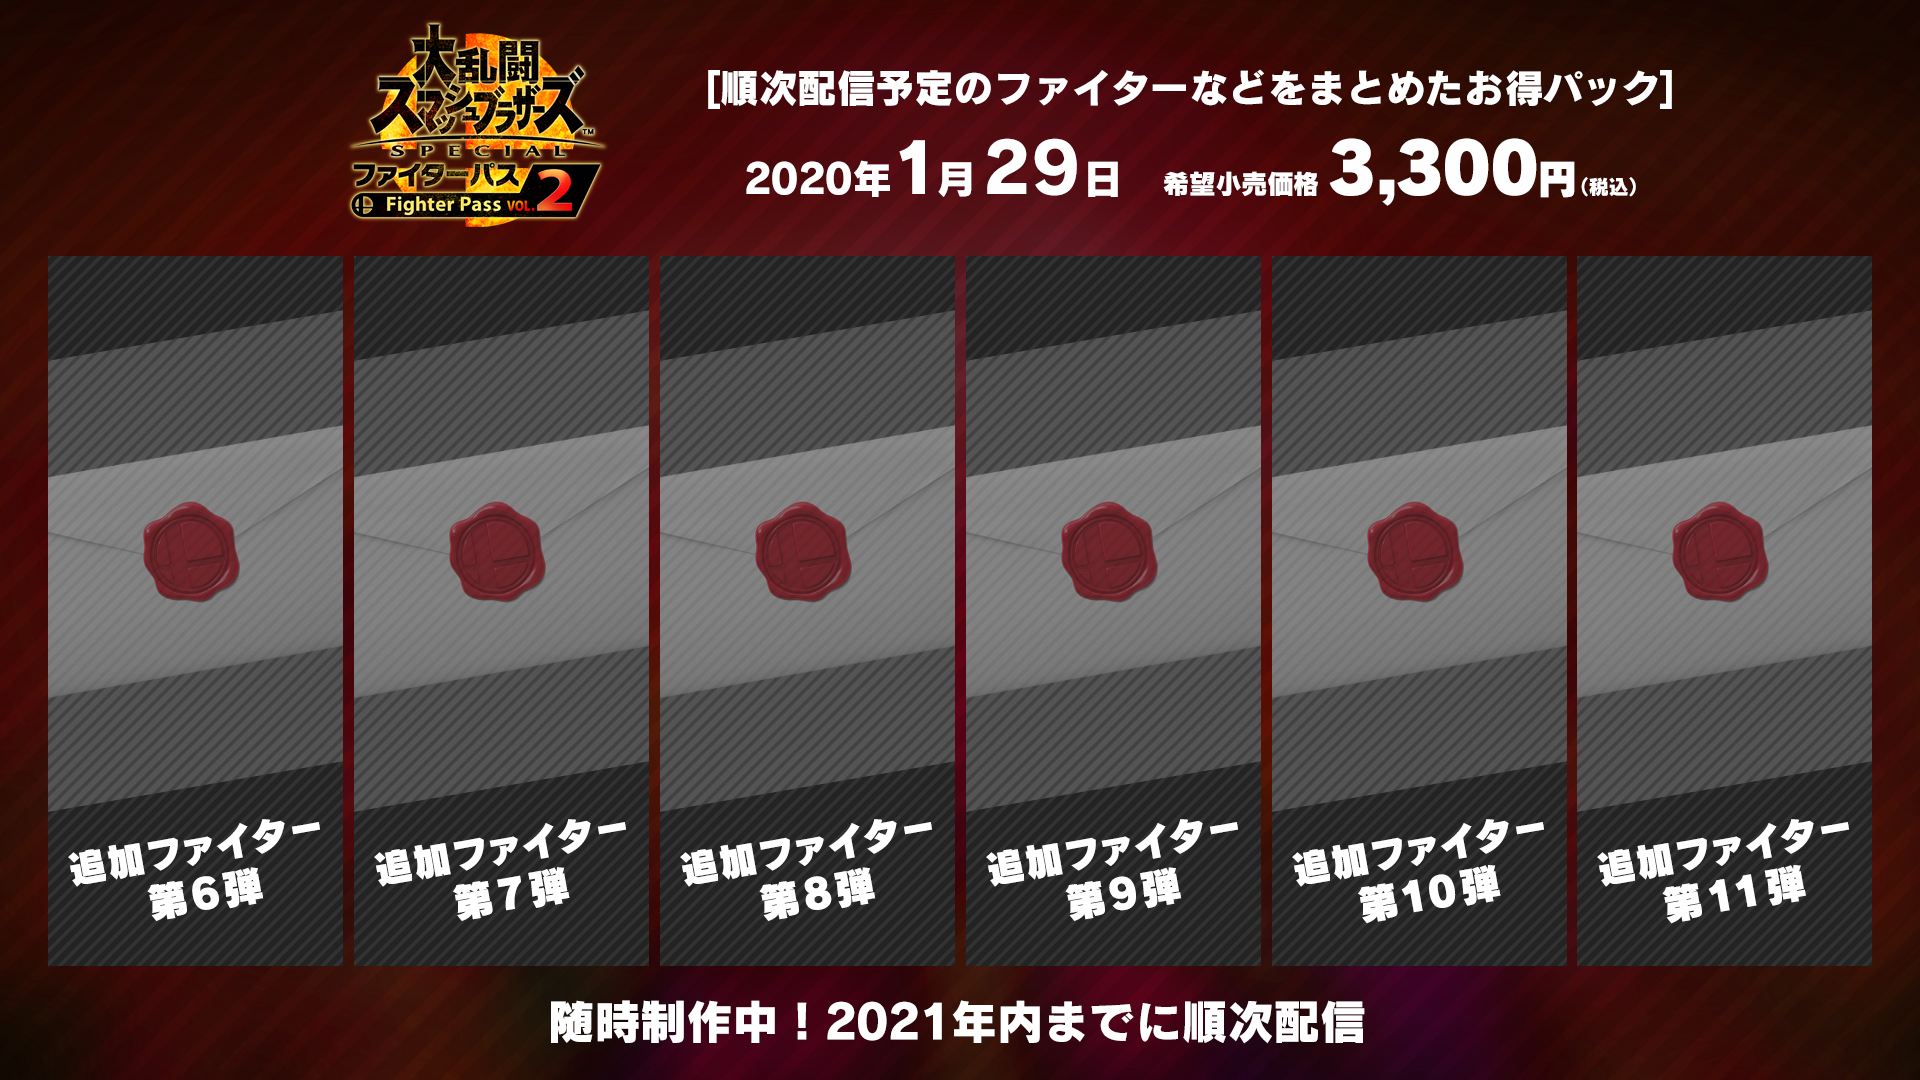 大乱闘
スマッシュブラザーズ™
SPECIAL
ファイターパス
Fighter Pass VOL.2
[順次配信予定のファイターなどをまとめたお得パック]
2020年1月29日 希望小売価格 3,300円(税込)
追加ファイター
第6弾
追加ファイター
第7弾
追加ファイター
第8弾
追加ファイター
第9弾
追加ファイター
第10弾
追加ファイター
第11弾
随時制作中！2021年内までに順次配信